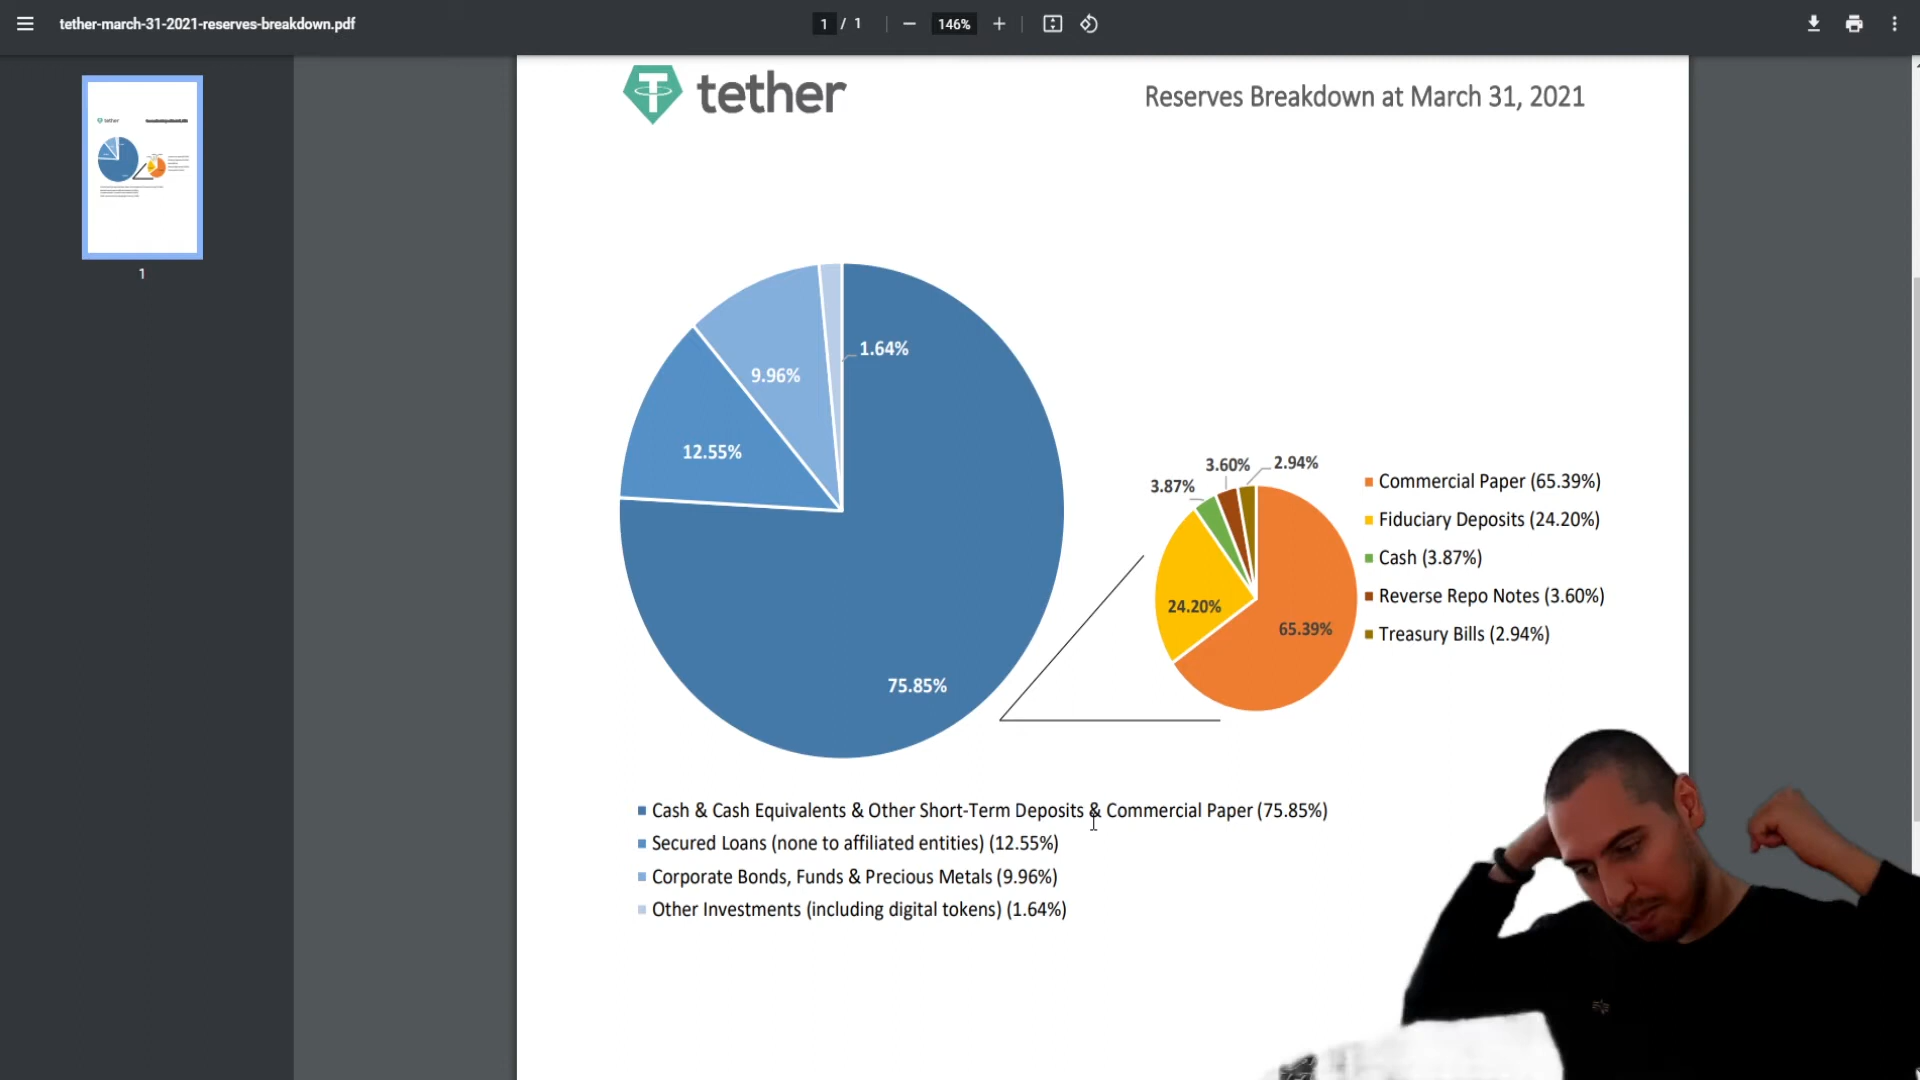 tether-march-31-2021-reserves-breakdown.pdf
1 / 1
146%
1
tether
Reserves Breakdown at March 31, 2021
1.64%
9.96%
12.55%
75.85%
3.60%
2.94%
3.87%
24.20%
65.39%
Commercial Paper (65.39%)
Fiduciary Deposits (24.20%)
Cash (3.87%)
Reverse Repo Notes (3.60%)
Treasury Bills (2.94%)
Cash & Cash Equivalents & Other Short-Term Deposits & Commercial Paper (75.85%)
Secured Loans (none to affiliated entities) (12.55%)
Corporate Bonds, Funds & Precious Metals (9.96%)
Other Investments (including digital tokens) (1.64%)